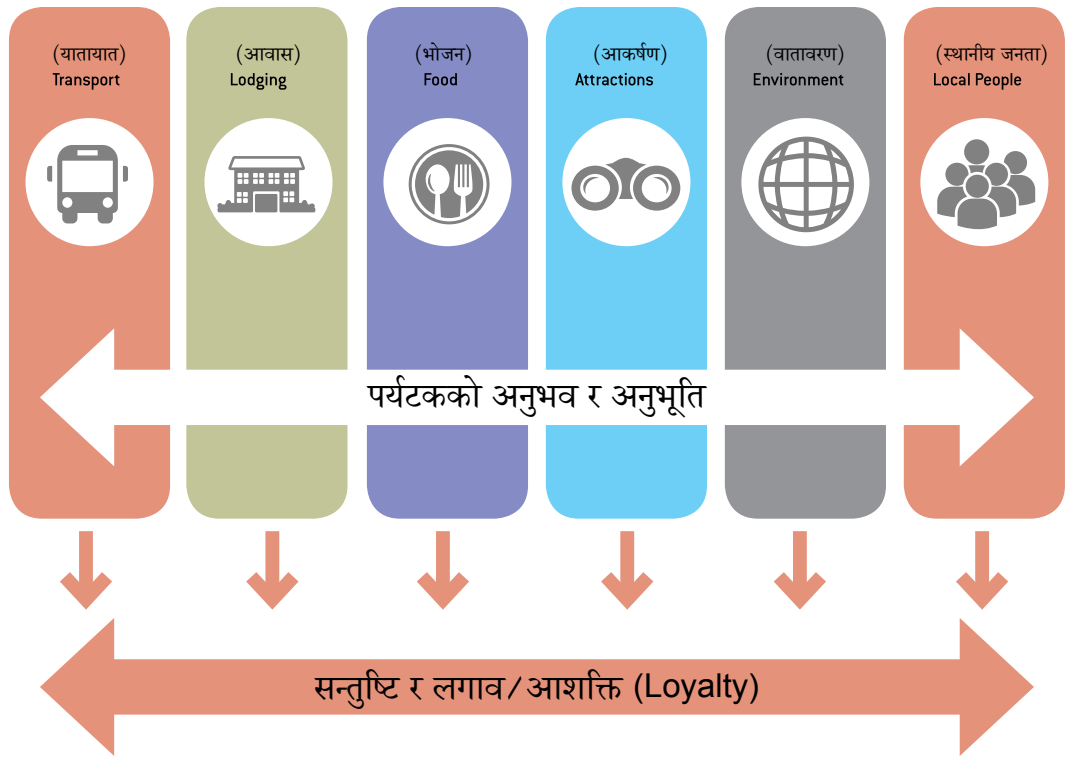 (यातायात)
Transport
(आवास)
Lodging
(भोजन)
Food
(आकर्षण)
Attractions
(वातावरण)
Environment
(स्थानीय जनता)
Local People
पर्यटकको अनुभव र अनुभूति
सन्तुष्टि र लगाव/आशक्ति (Loyalty)